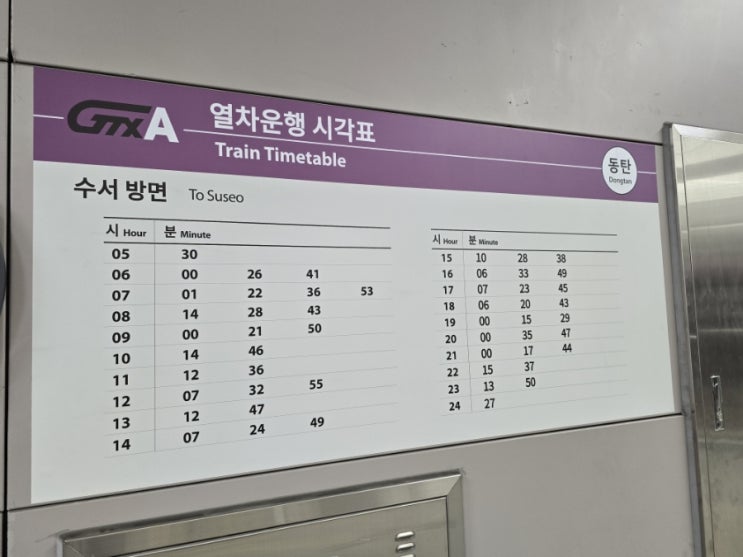 GTXA
열차운행 시각표
Train Timetable
동탄
Dongtan
수서 방면 To Suseo
시 Hour 분 Minute
05 30
06 00 26 41
07 01 22 36 53
08 14 28 43
09 00 21 50
10 14 46
11 12 36
12 07 32 55
13 12 47
14 07 24 49
시 Hour 분 Minute
15 10 28 38
16 06 33 49
17 07 23 45
18 06 20 43
19 00 15 29
20 00 35 47
21 00 17 44
22 15 37
23 13 50
24 27